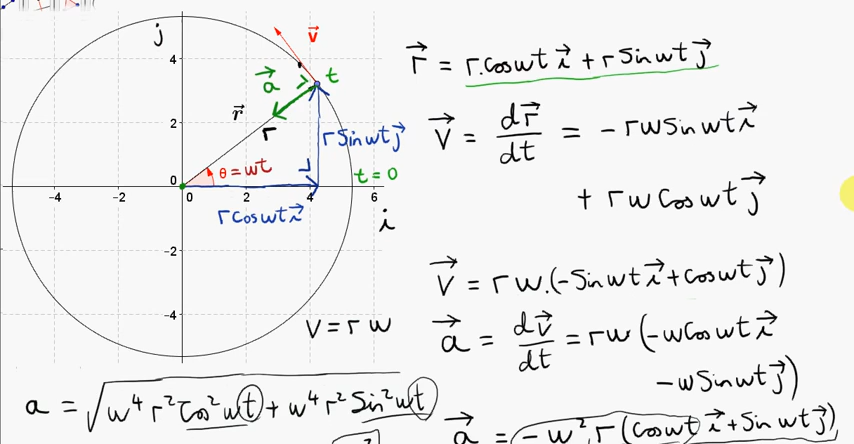 j
4
2
0
-2
-4
-4 -2 0 2 4 6
i
v⃗
t
a⃗
r⃗
r
θ = wt
r sin wt j⃗
t = 0
r cos wt i⃗
V = r w
a = √(w⁴ r² cos² wt + w⁴ r² sin² wt)
r⃗ = r.cos wt i⃗ + r sin wt j⃗
V⃗ = dr⃗/dt = - r w sin wt i⃗
+ r w cos wt j⃗
V⃗ = r w.(-sin wt i⃗ + cos wt j⃗)
a⃗ = dv⃗/dt = r w (-w cos wt i⃗
- w sin wt j⃗)
a⃗ = - w². r (cos wt i⃗ + sin wt j⃗)